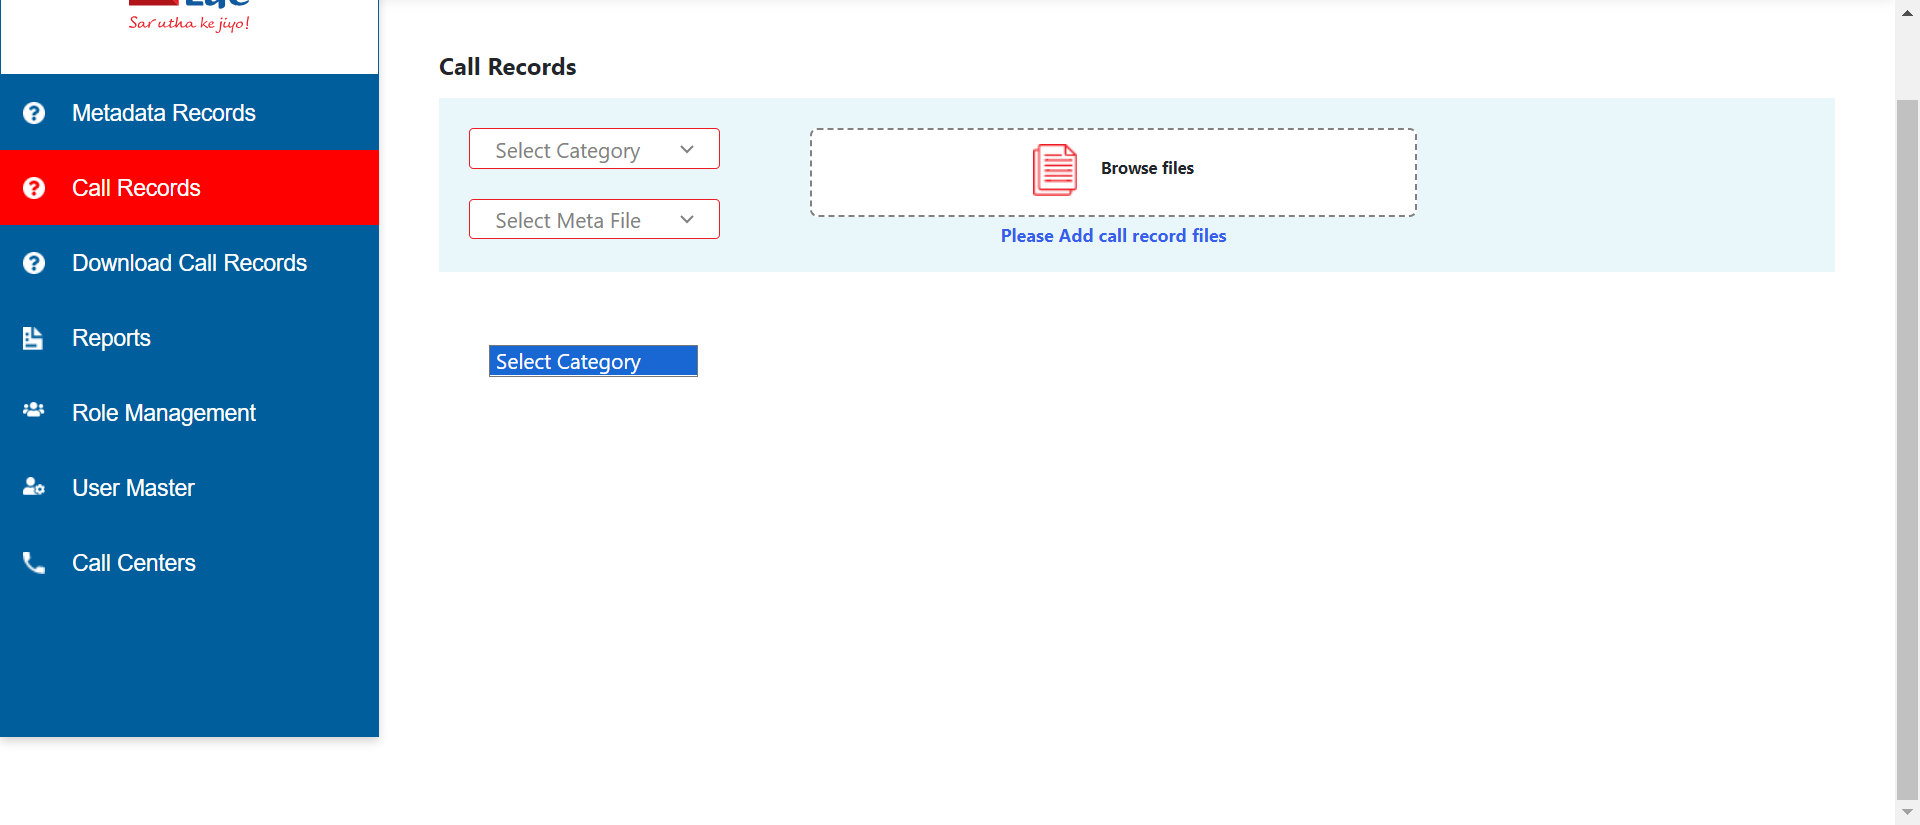 Sar utha ke jiyo!
Metadata Records
Call Records
Download Call Records
Reports
Role Management
User Master
Call Centers
Call Records
Select Category
Select Meta File
Browse files
Please Add call record files
Select Category